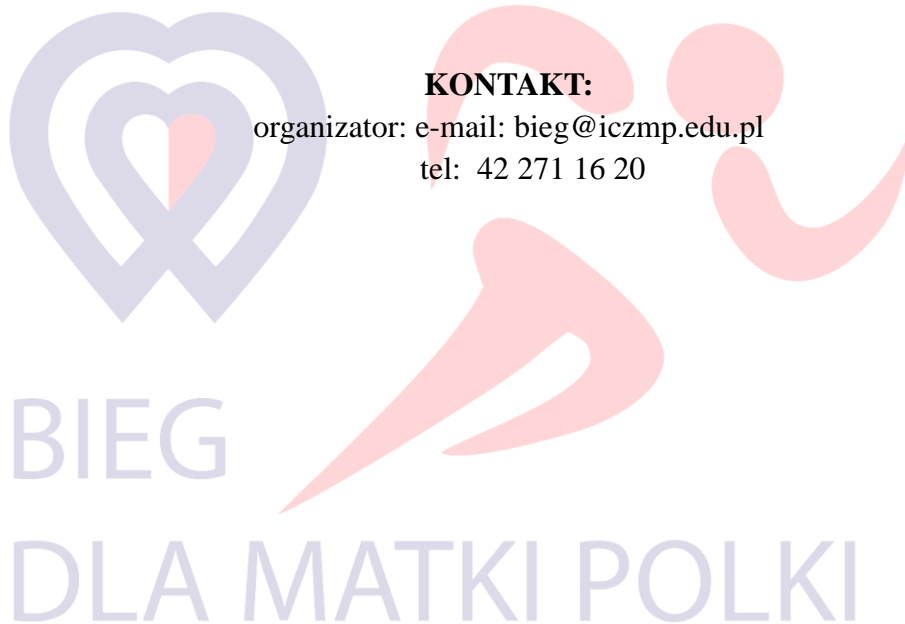 KONTAKT:
organizator: e-mail: bieg@iczmp.edu.pl
tel: 42 271 16 20
BIEG
DLA MATKI POLKI